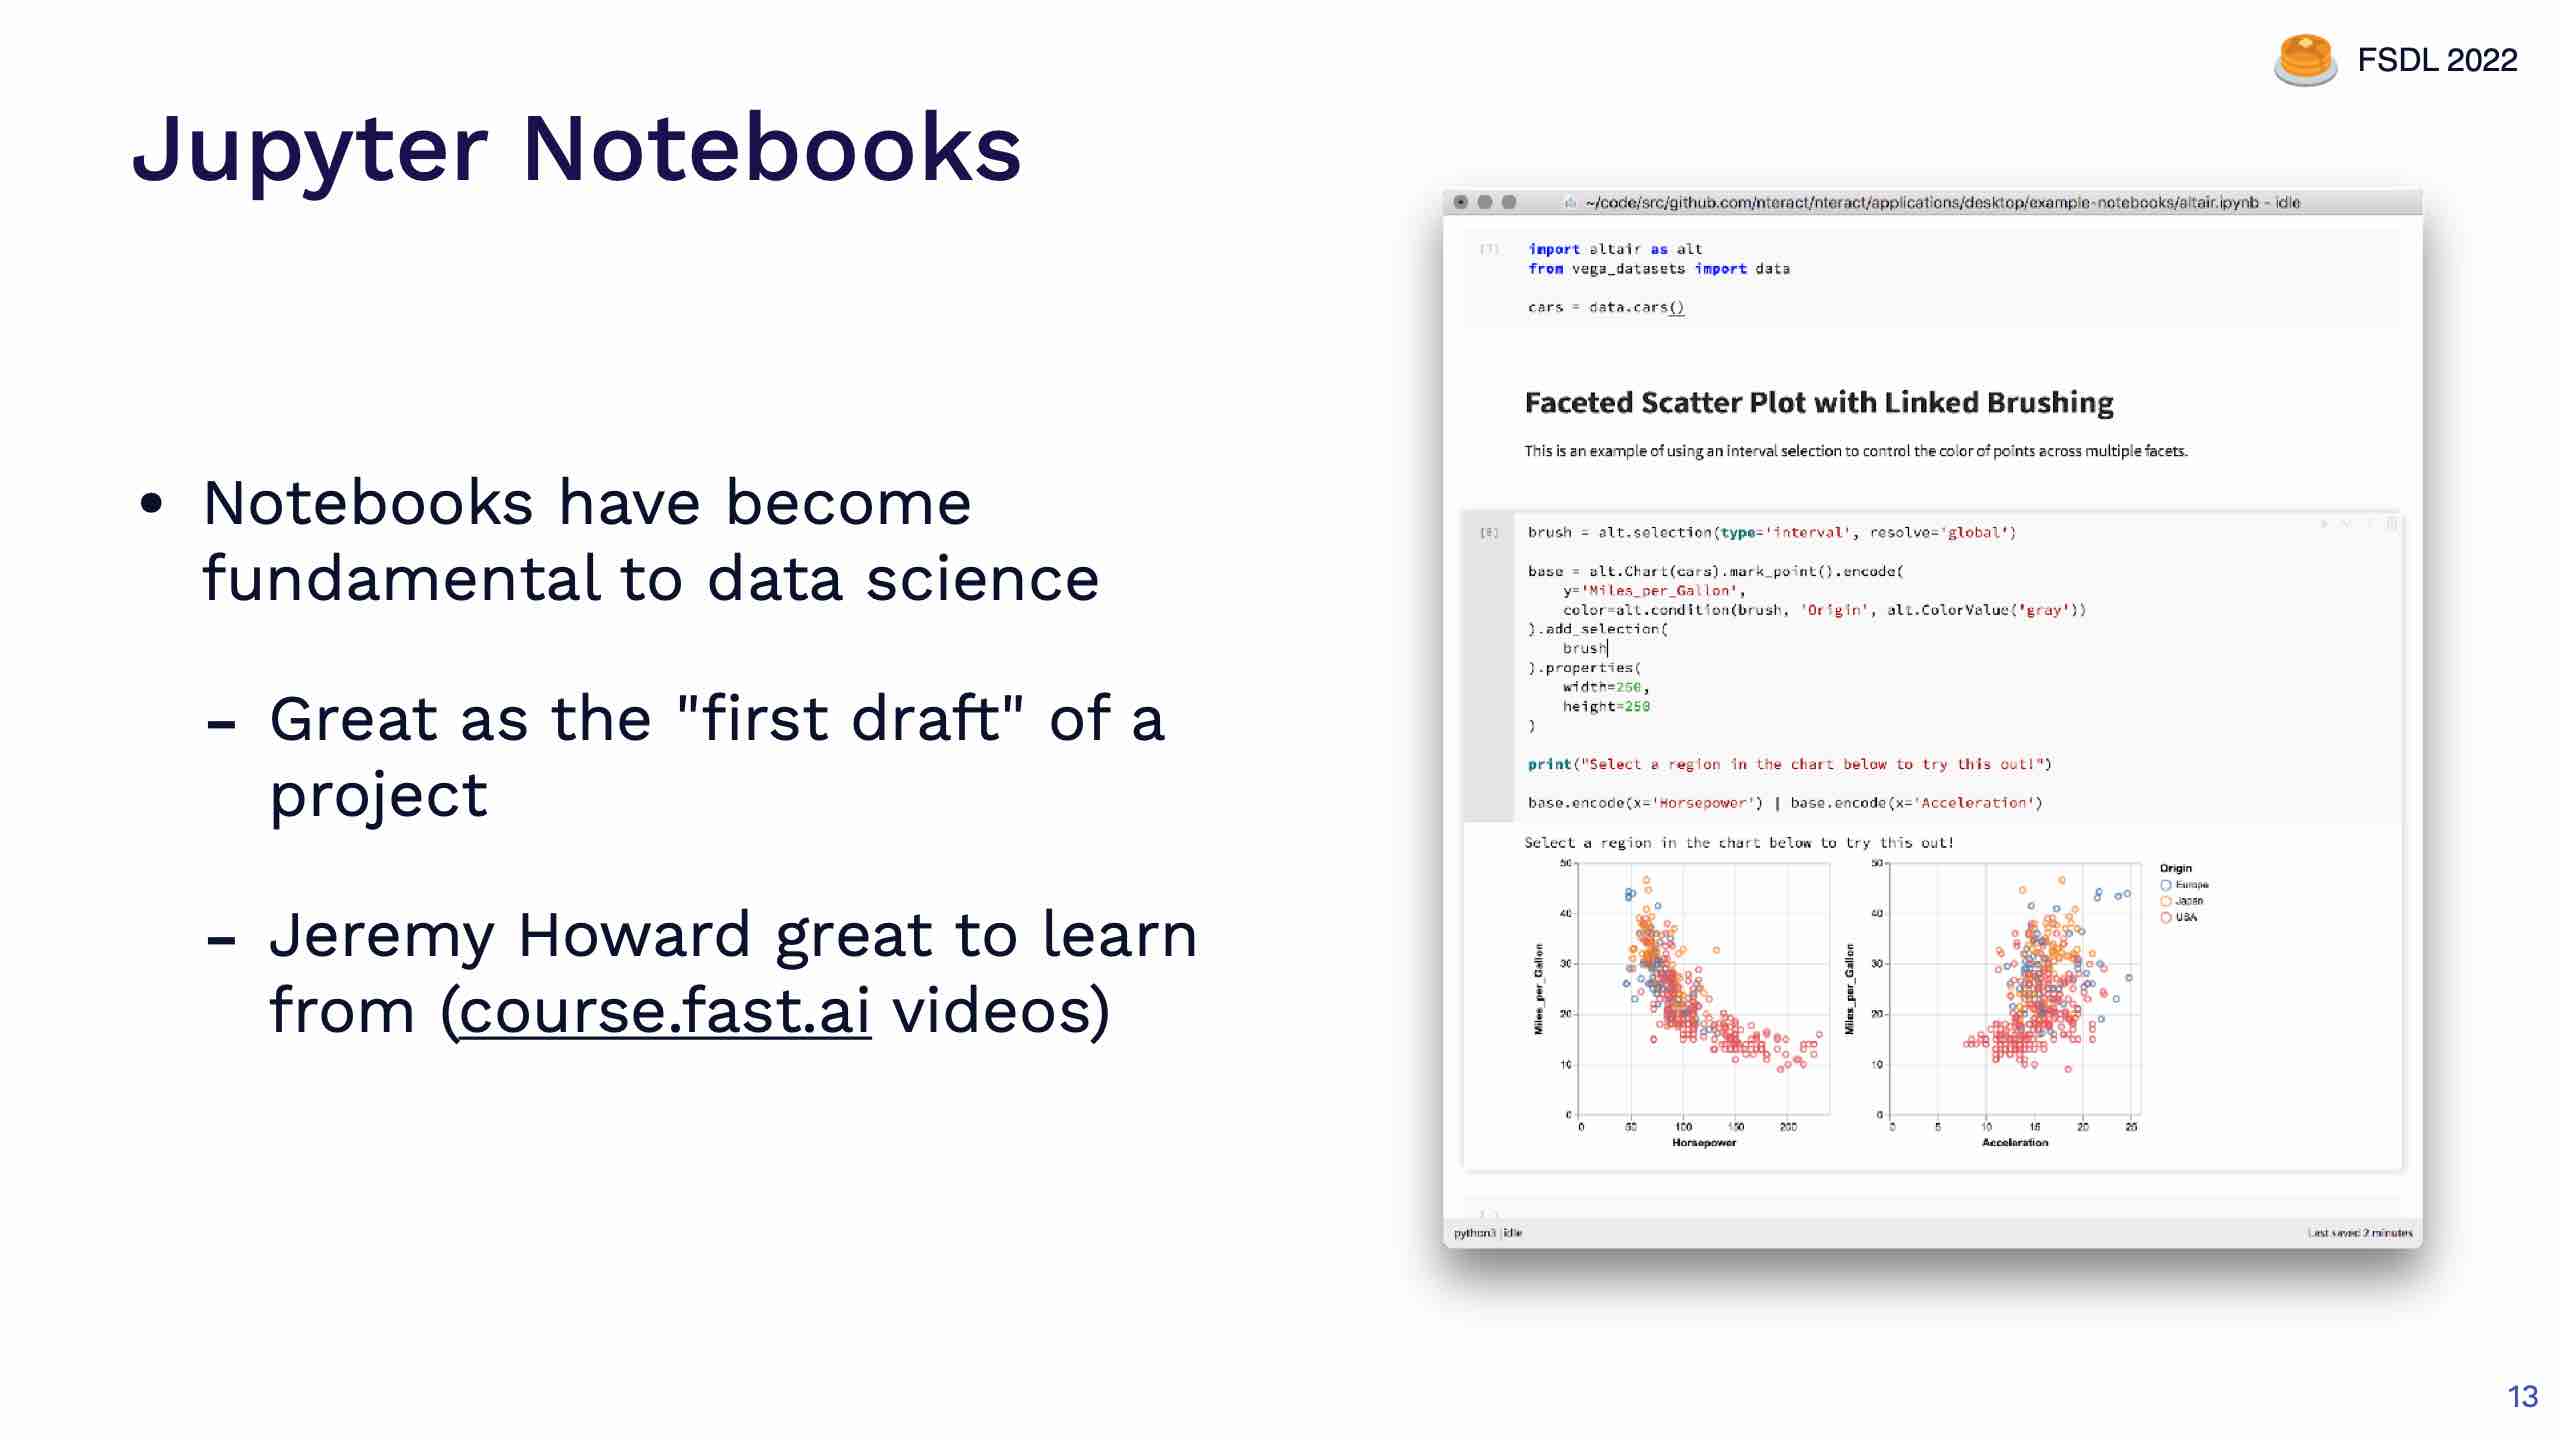 FSDL 2022
Jupyter Notebooks
• Notebooks have become
fundamental to data science
- Great as the "first draft" of a
project
- Jeremy Howard great to learn
from (course.fast.ai videos)
~/code/src/github.com/nteract/nteract/applications/desktop/example-notebooks/altair.ipynb - idle
import altair as alt
from vega_datasets import data
cars = data.cars()
Faceted Scatter Plot with Linked Brushing
This is an example of using an interval selection to control the color of points across multiple facets.
[8] brush = alt.selection(type='interval', resolve='global')
base = alt.Chart(cars).mark_point().encode(
y='Miles_per_Gallon',
color=alt.condition(brush, 'Origin', alt.ColorValue('gray'))
).add_selection(
brush
).properties(
width=250,
height=250
)
print("Select a region in the chart below to try this out!")
base.encode(x='Horsepower') | base.encode(x='Acceleration')
Select a region in the chart below to try this out!
Miles_per_Gallon
50
40
30
20
10
0
0 50 100 150 200
Horsepower
Miles_per_Gallon
50
40
30
20
10
0
0 5 10 15 20 25
Acceleration
Origin
Europe
Japan
USA
python3 | idle
Last saved 2 minutes
13